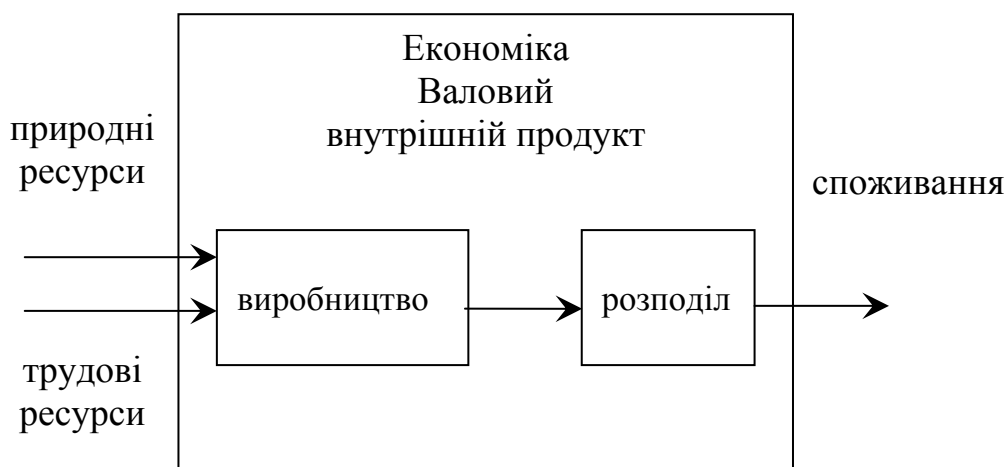 Економіка
Валовий
внутрішній продукт
природні
ресурси
споживання
виробництво
розподіл
трудові
ресурси